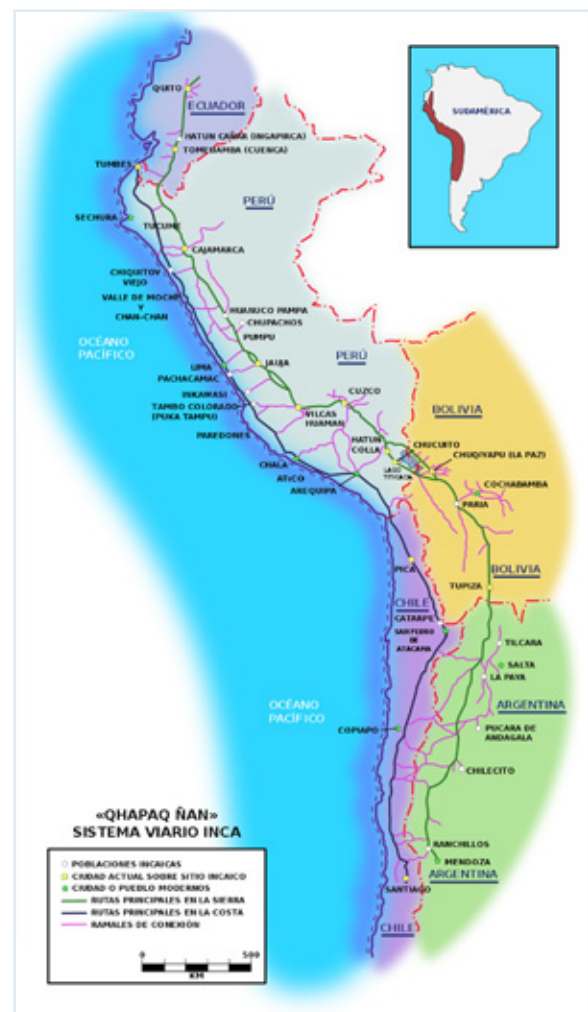 SUDAMÉRICA
QUITO
ECUADOR
HATUN CAÑAR (INGAPIRCA)
TOMEBAMBA (CUENCA)
TUMBES
PERÚ
SECHURA
TUCUME
CAJAMARCA
CHIQUITOY
VIEJO
VALLE DE MOCHE
Y
CHAN-CHAN
HUANUCO PAMPA
CHUPACHOS
PUMPU
OCÉANO
PACÍFICO
PERÚ
JAUJA
LIMA
PACHACAMAC
CUZCO
INKAWASI
TAMBO COLORADO
(PUKA TAMPU)
BOLIVIA
VILCAS
HUAMAN
PAREDONES
HATUN
COLLA
CHUCUITO
CHUQIYAPU (LA PAZ)
LAGO
TITICACA
CHALA
COCHABAMBA
ATICO
AREQUIPA
PARIA
PICA
BOLIVIA
TUPIZA
CHILE
CATARPE
SAN PEDRO
DE
ATACAMA
TILCARA
SALTA
LA PAYA
ARGENTINA
OCÉANO
PACÍFICO
COPIAPO
PUCARA DE
ANDAGALA
CHILECITO
«QHAPAQ ÑAN»
SISTEMA VIARIO INCA
RANCHILLOS
MENDOZA
ARGENTINA
SANTIAGO
CHILE
POBLACIONES INCAICAS
CIUDAD ACTUAL SOBRE SITIO INCAICO
CIUDAD O PUEBLO MODERNOS
RUTAS PRINCIPALES EN LA SIERRA
RUTAS PRINCIPALES EN LA COSTA
RAMALES DE CONEXIÓN
0 500
KM